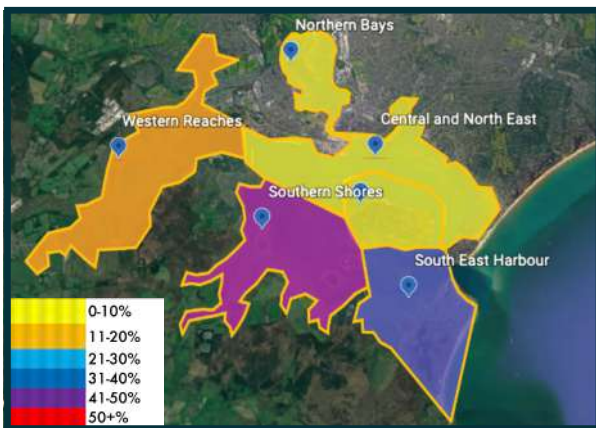 Northern Bays
Western Reaches
Central and North East
Southern Shores
South East Harbour
0-10%
11-20%
21-30%
31-40%
41-50%
50+%